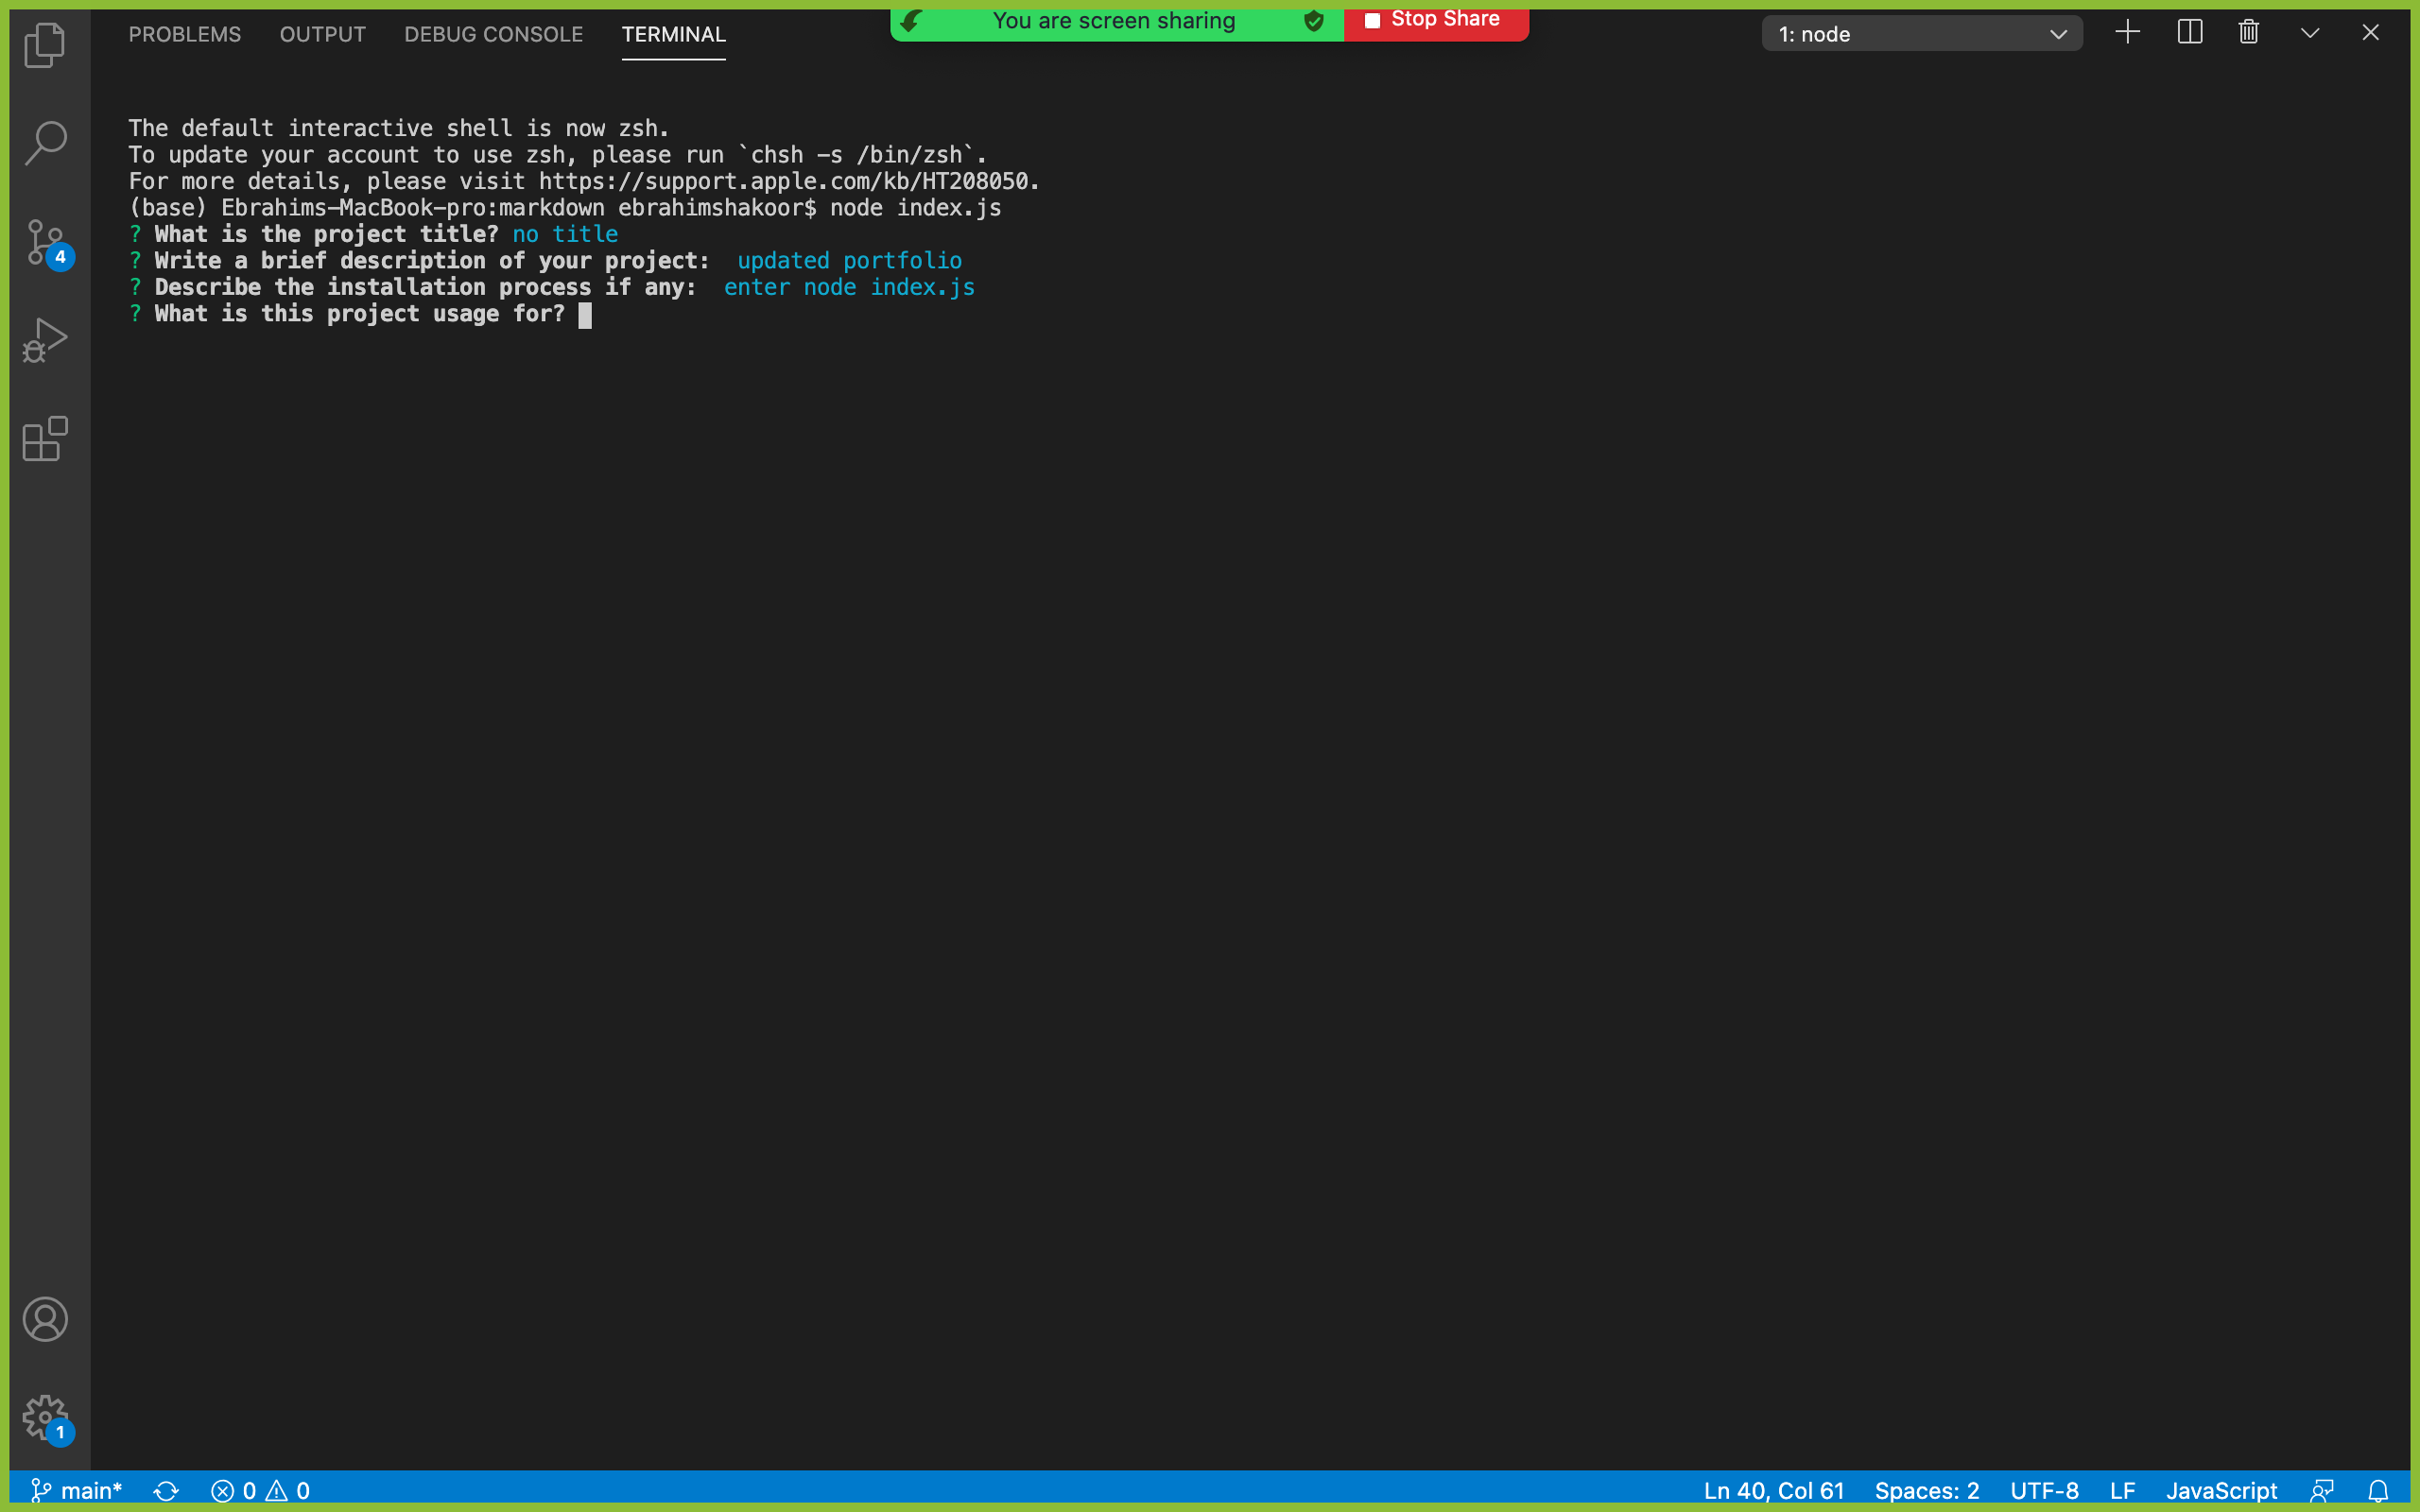 PROBLEMS OUTPUT DEBUG CONSOLE TERMINAL You are screen sharing Stop Share 1: node
The default interactive shell is now zsh.
To update your account to use zsh, please run `chsh -s /bin/zsh`.
For more details, please visit https://support.apple.com/kb/HT208050.
(base) Ebrahims-MacBook-pro:markdown ebrahimshakoor$ node index.js
? What is the project title? no title
? Write a brief description of your project:  updated portfolio
? Describe the installation process if any:  enter node index.js
? What is this project usage for?
4
1
main* 0 0 Ln 40, Col 61 Spaces: 2 UTF-8 LF JavaScript